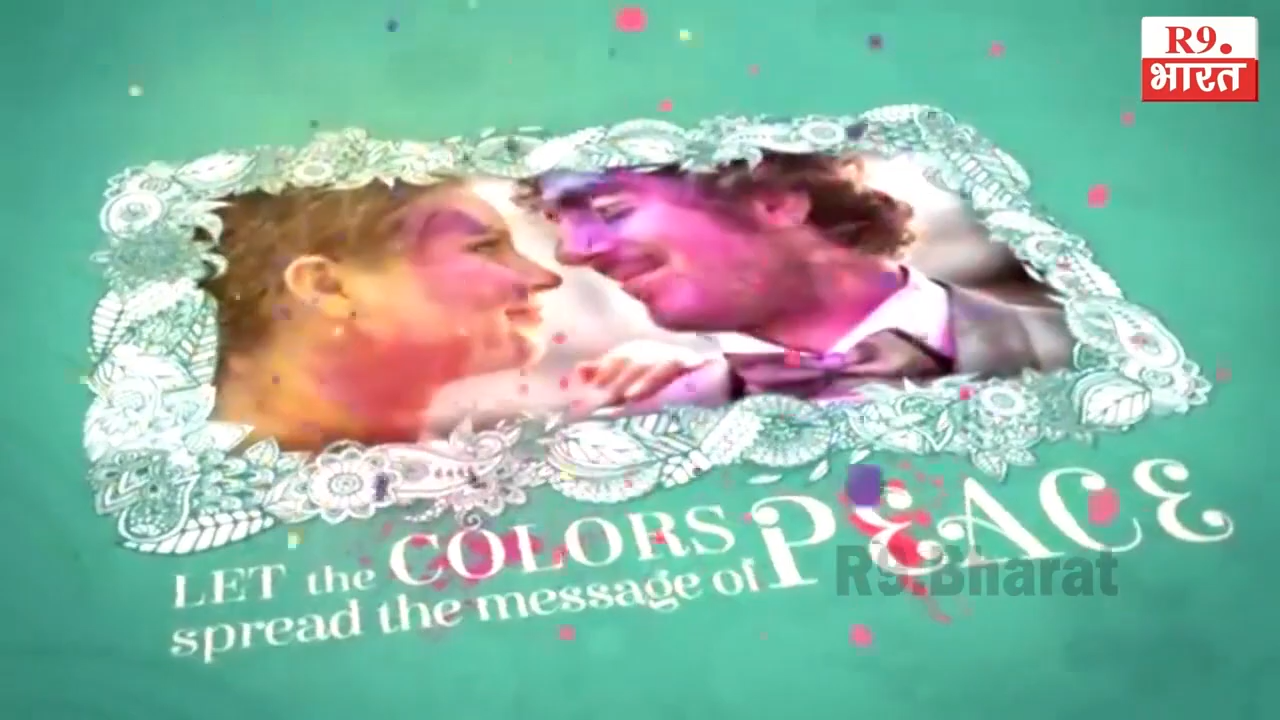 R9.
भारत
LET the COLORS
spread the message of PEACE
R9.Bharat